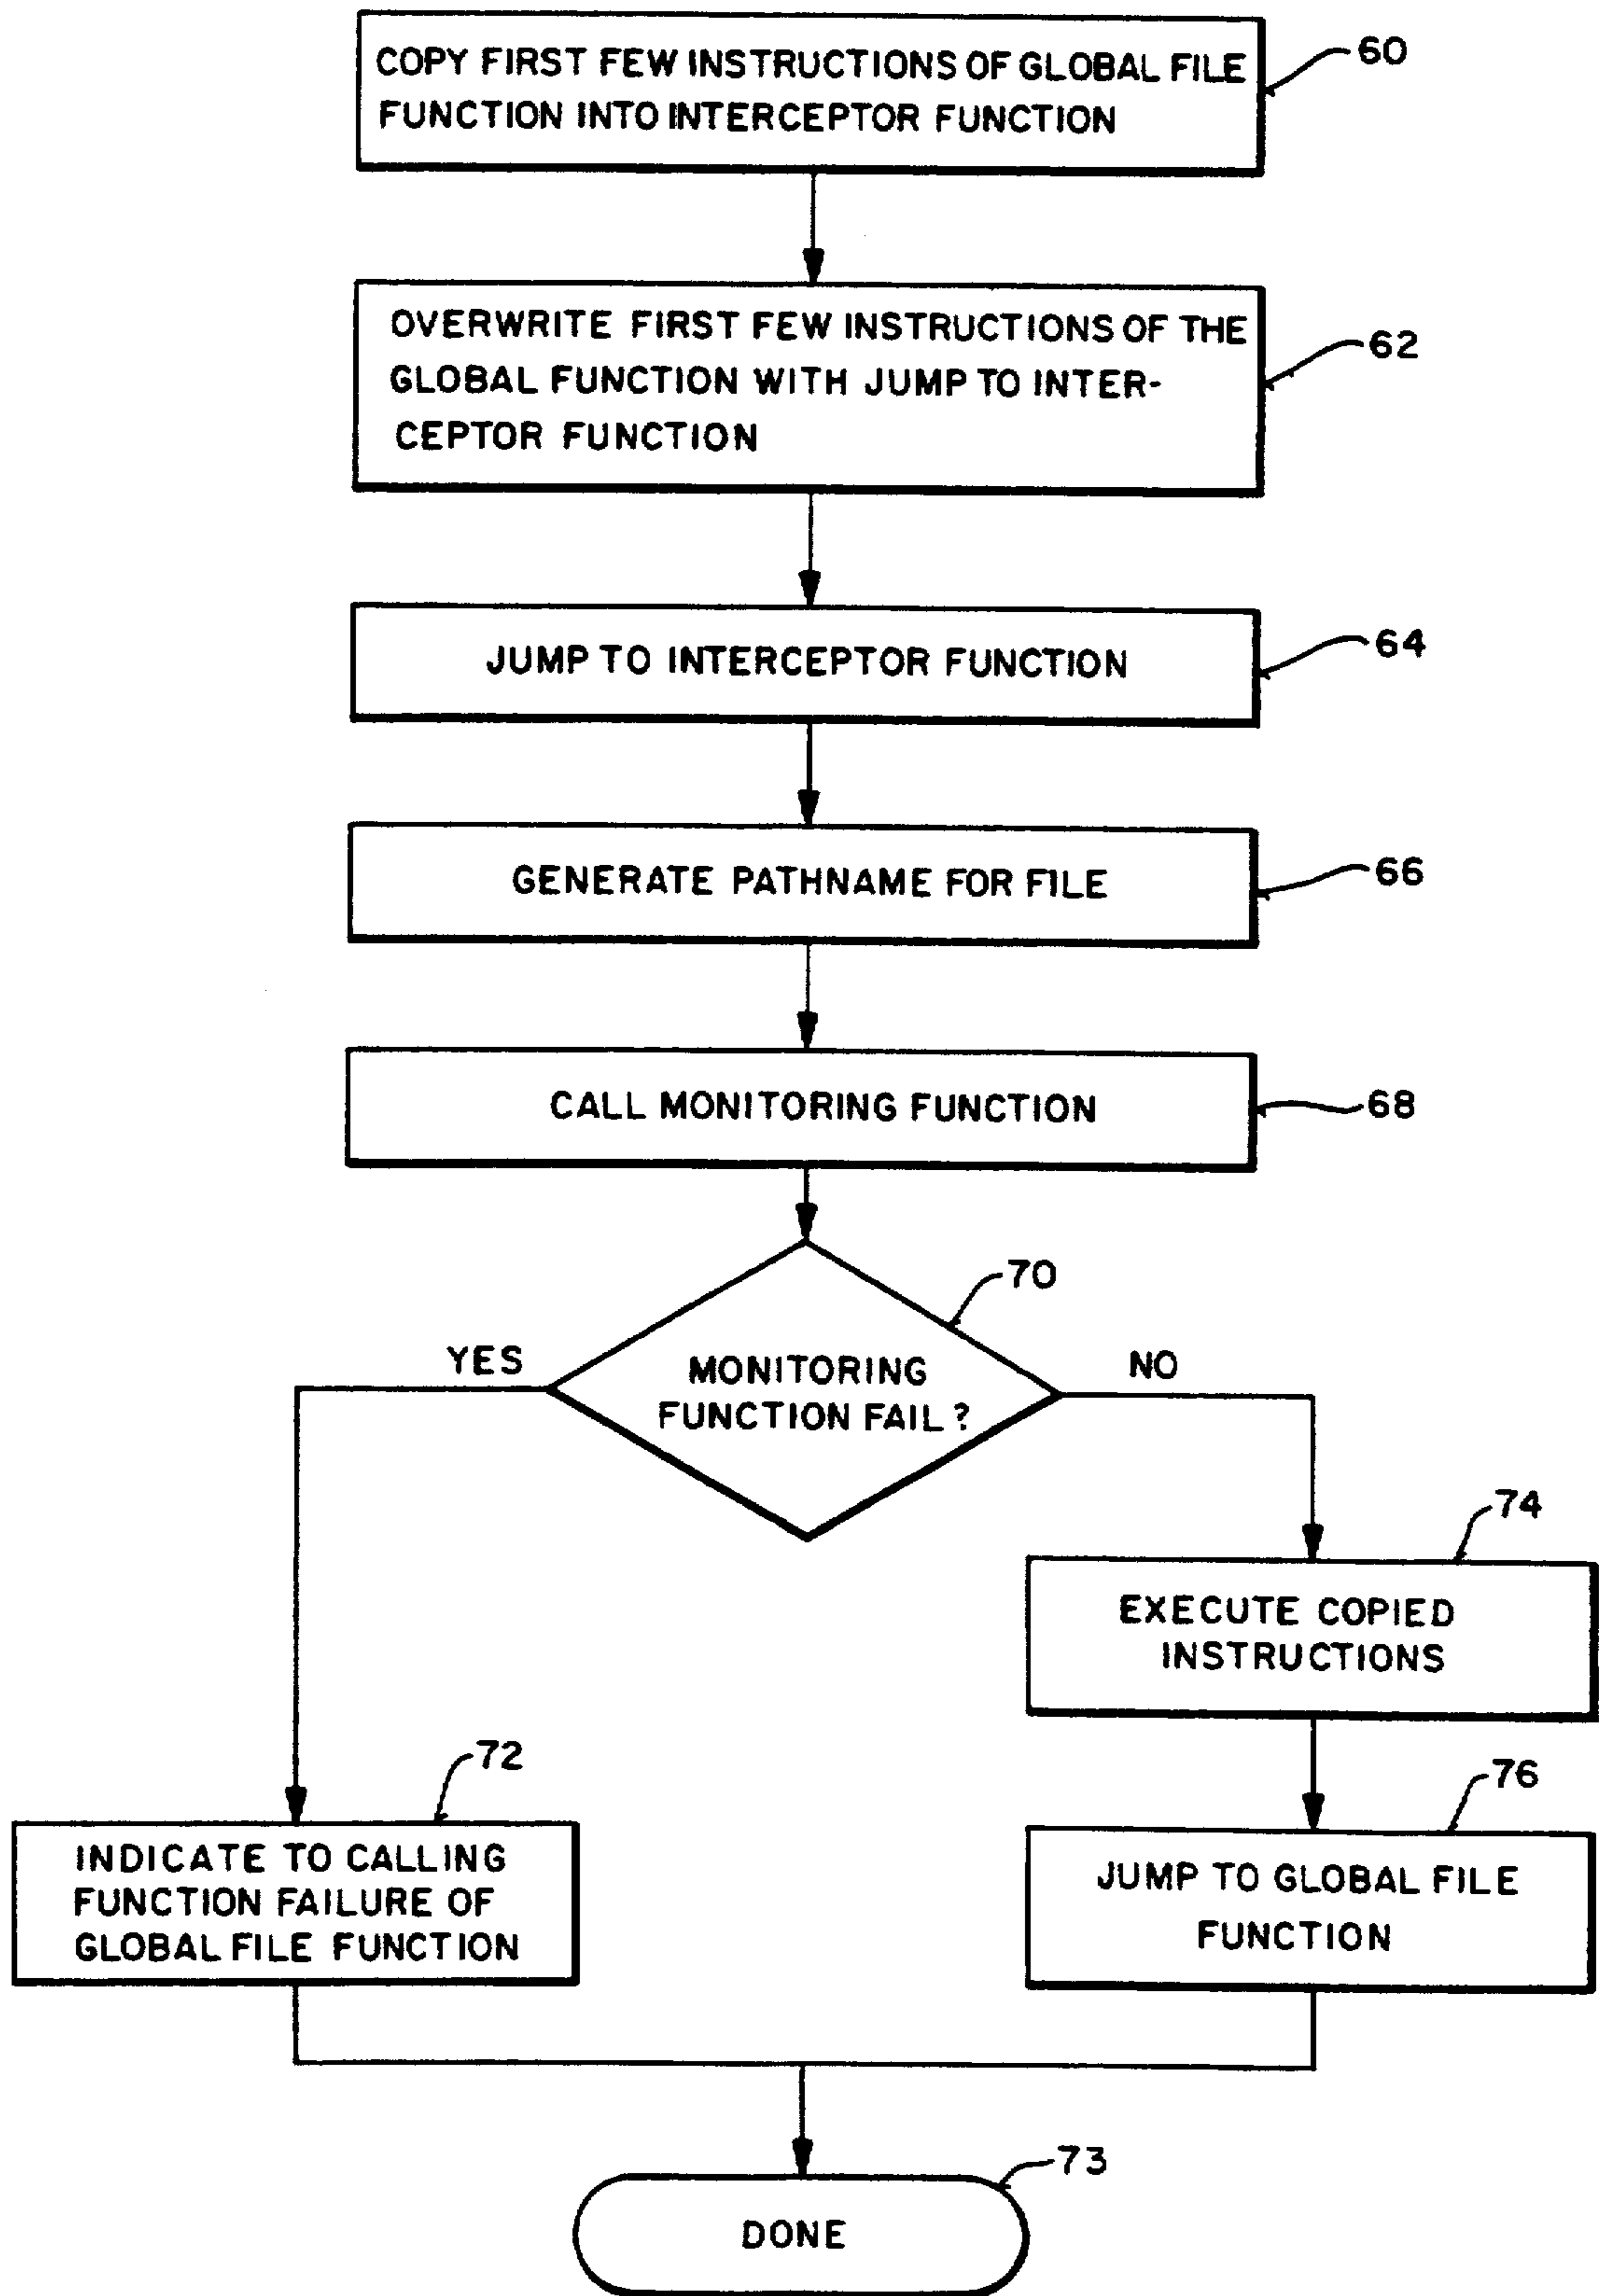 COPY FIRST FEW INSTRUCTIONS OF GLOBAL FILE
FUNCTION INTO INTERCEPTOR FUNCTION
60
OVERWRITE FIRST FEW INSTRUCTIONS OF THE
GLOBAL FUNCTION WITH JUMP TO INTER-
CEPTOR FUNCTION
62
JUMP TO INTERCEPTOR FUNCTION
64
GENERATE PATHNAME FOR FILE
66
CALL MONITORING FUNCTION
68
70
YES
MONITORING
FUNCTION FAIL?
NO
74
EXECUTE COPIED
INSTRUCTIONS
72
INDICATE TO CALLING
FUNCTION FAILURE OF
GLOBAL FILE FUNCTION
76
JUMP TO GLOBAL FILE
FUNCTION
73
DONE